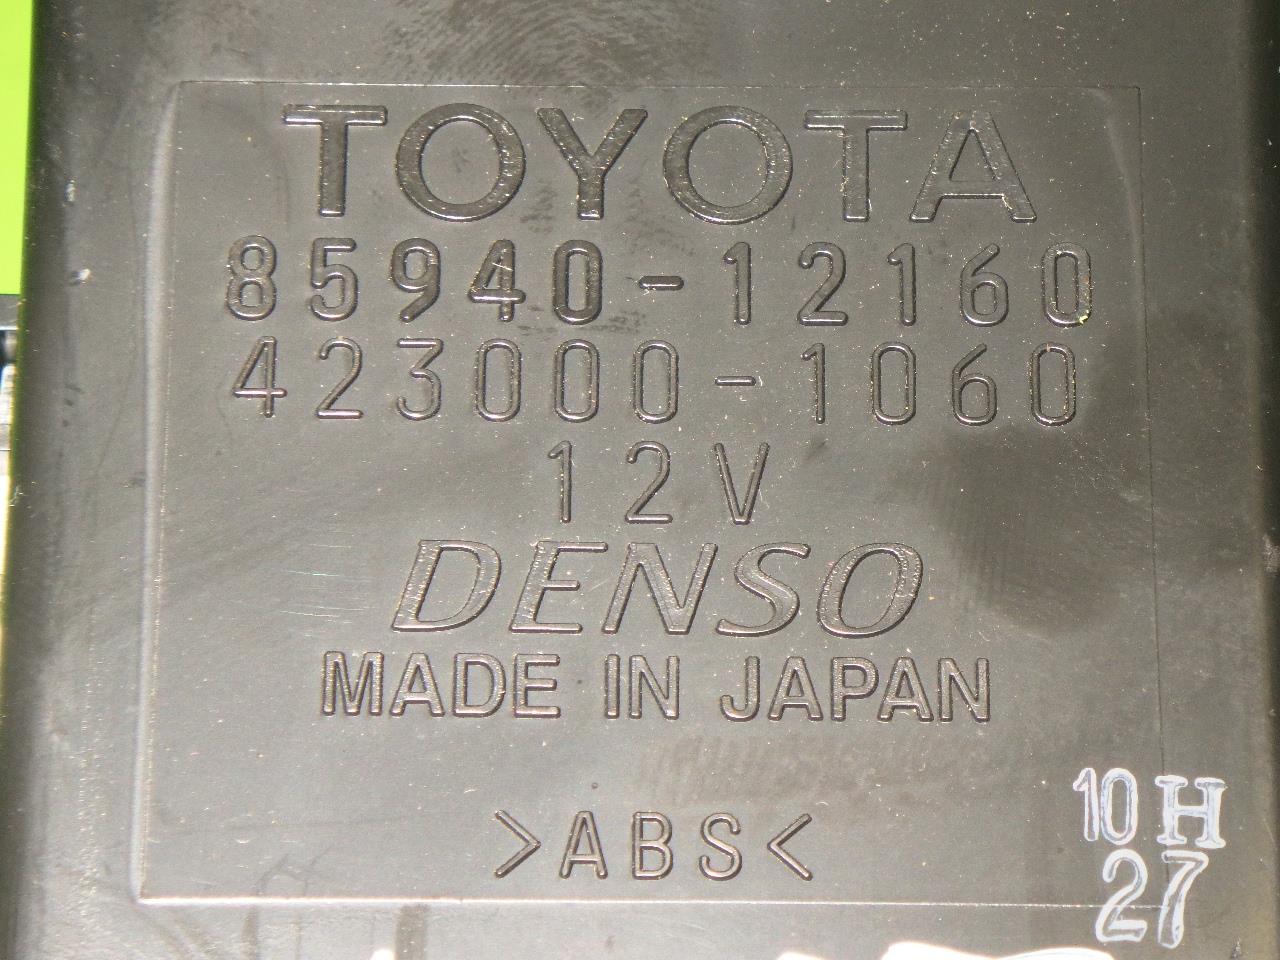 TOYOTA
85940-12160
423000-1060
12V
DENSO
MADE IN JAPAN
>ABS<
10H
27